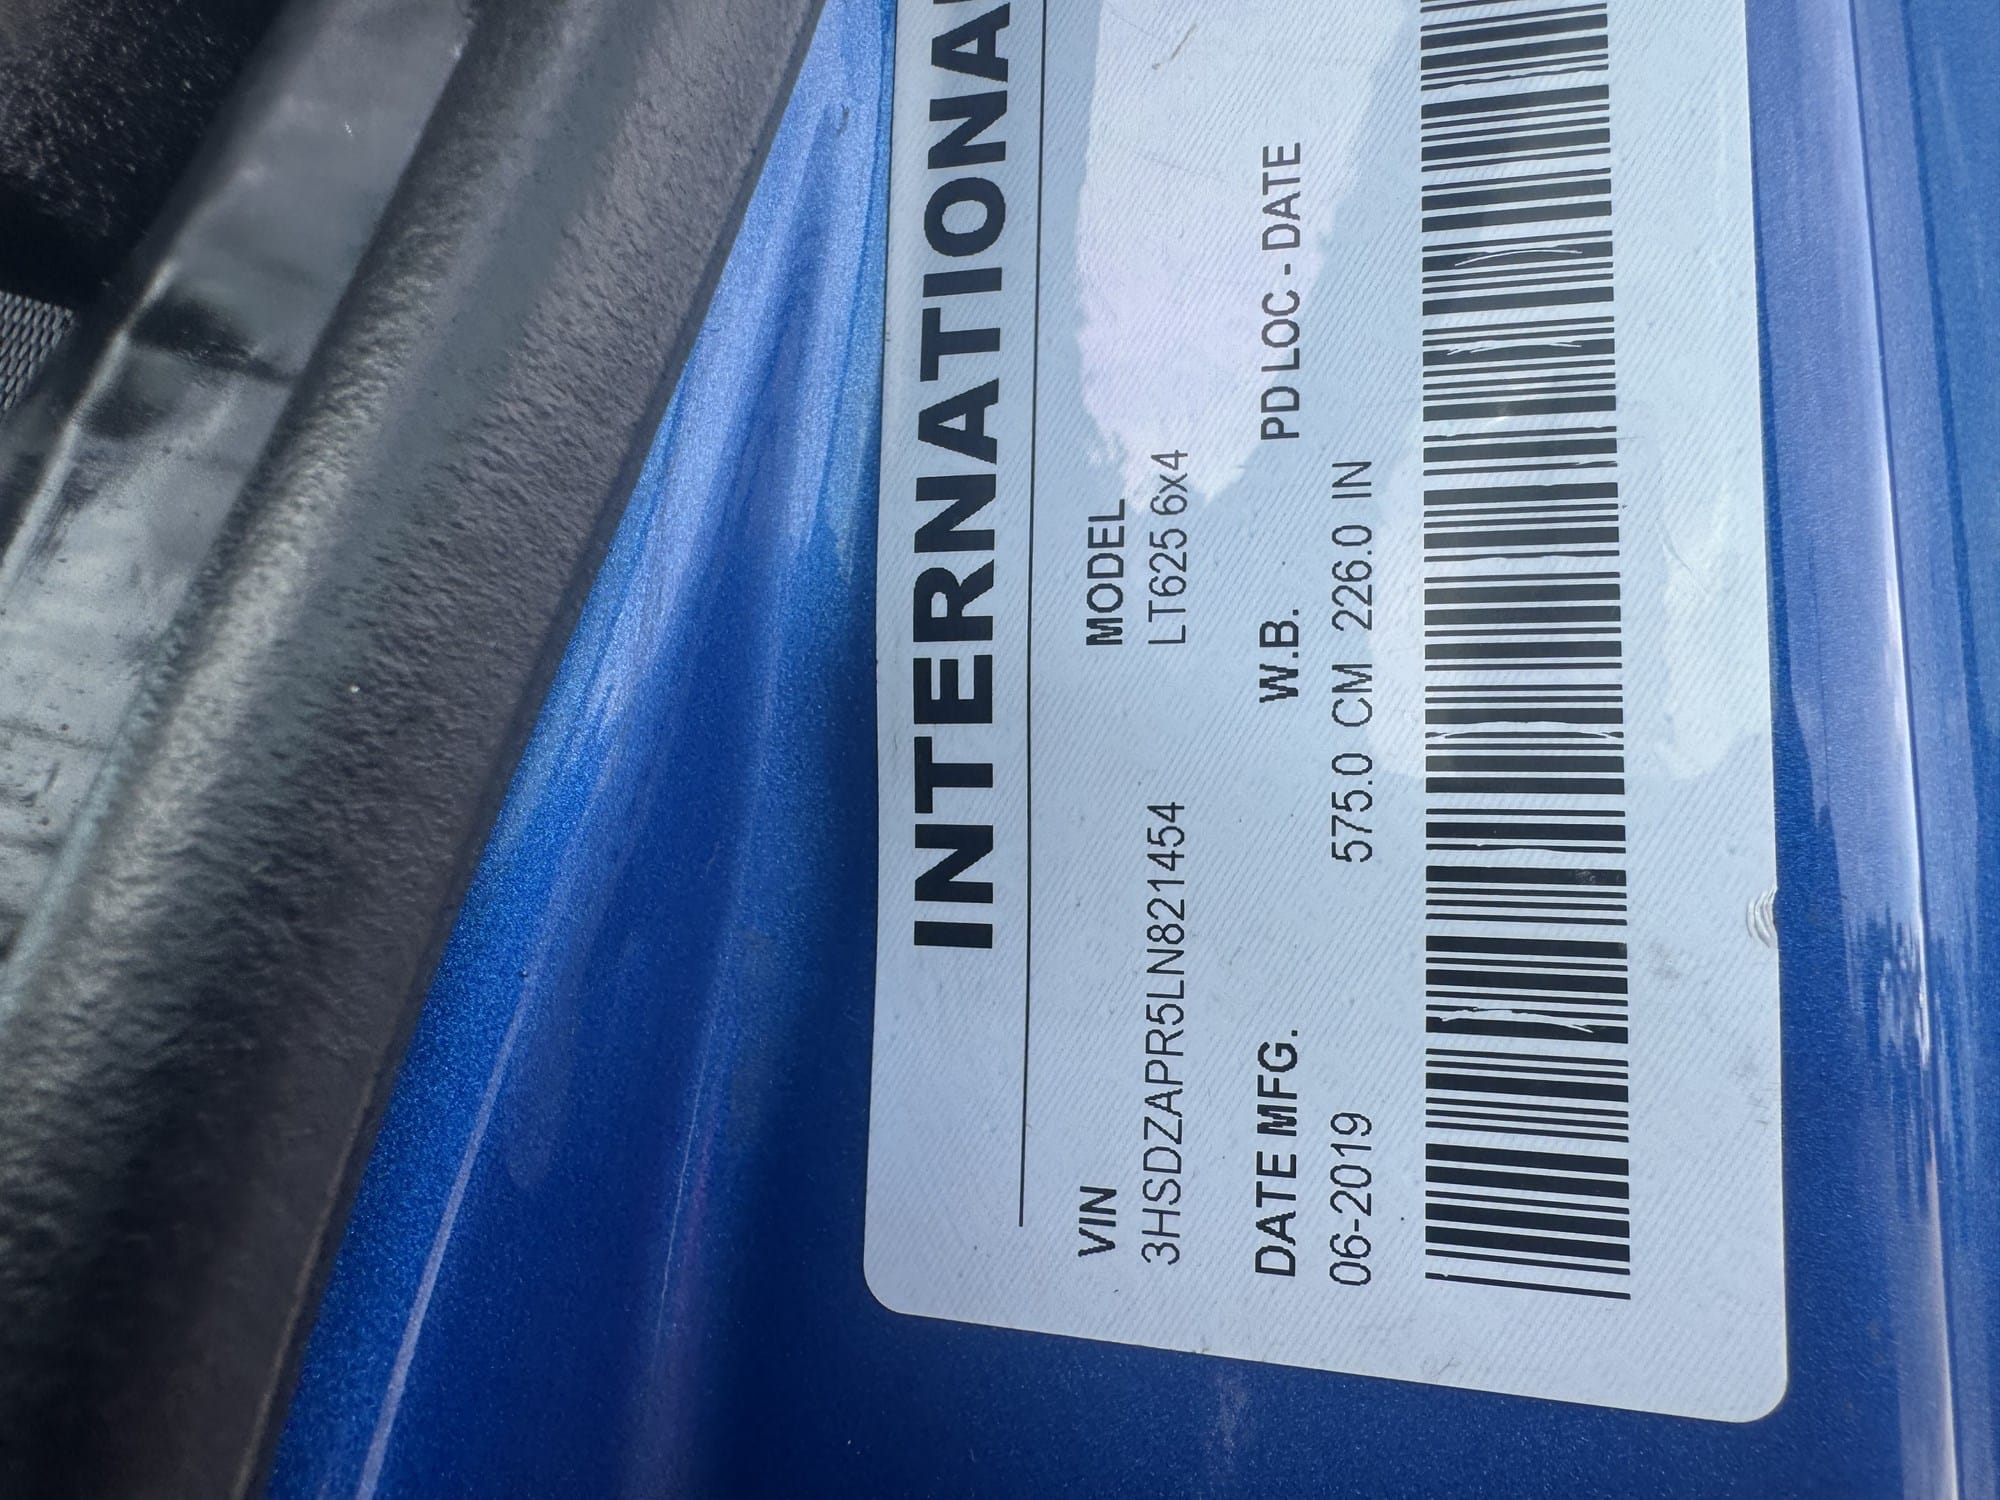 INTERNATIONA
VIN MODEL
3HSDZAPR5LN821454 LT625 6x4
DATE MFG. W.B. PD LOC - DATE
06-2019 575.0 CM 226.0 IN